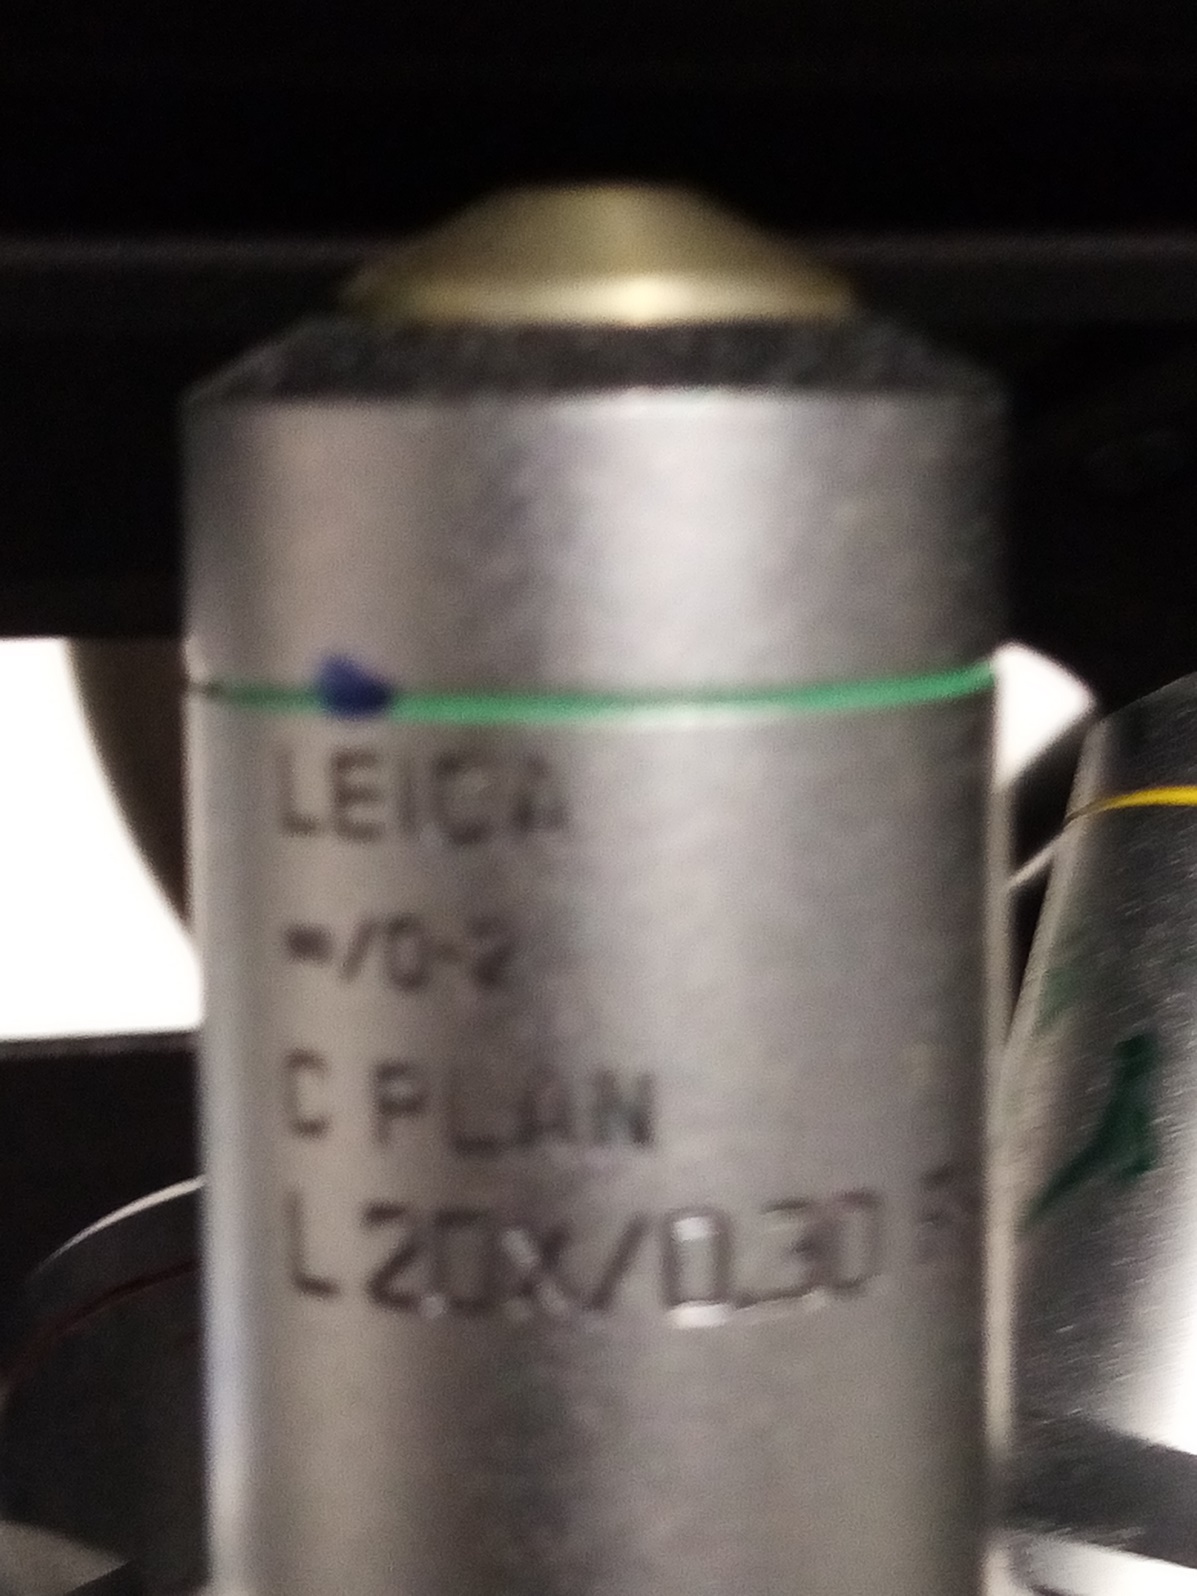 LEICA
∞/0-2
C PLAN
L 20X/0.30